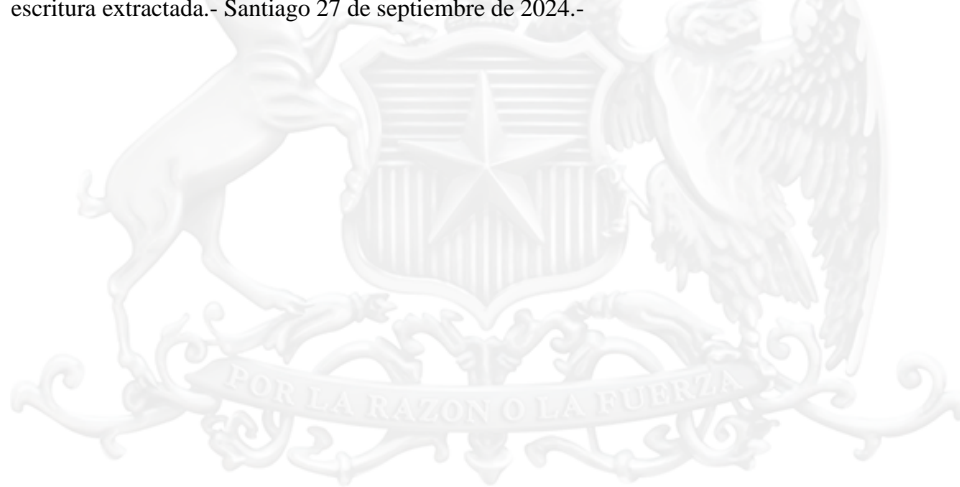 escritura extractada.- Santiago 27 de septiembre de 2024.-
POR LA RAZON O LA FUERZA